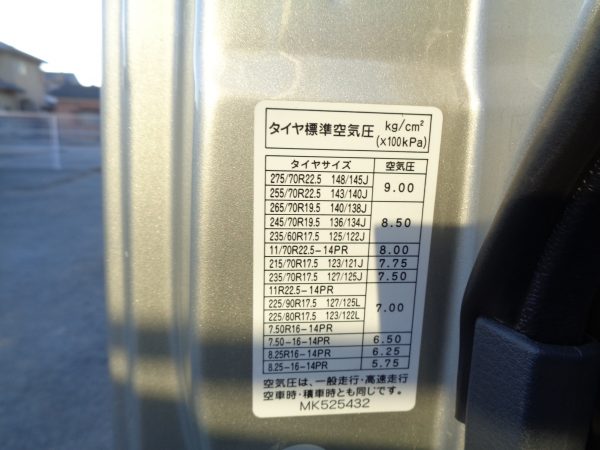 タイヤ標準空気圧 kg/cm² (x100kPa)
タイヤサイズ 空気圧
275/70R22.5 148/145J 9.00
255/70R22.5 143/140J
265/70R19.5 140/138J 8.50
245/70R19.5 136/134J
235/60R17.5 125/122J
11/70R22.5-14PR 8.00
215/70R17.5 123/121J 7.75
235/70R17.5 127/125J 7.50
11R22.5-14PR 7.00
225/90R17.5 127/125L
225/80R17.5 123/122L
7.50R16-14PR
7.50-16-14PR 6.50
8.25R16-14PR 6.25
8.25-16-14PR 5.75
空気圧は、一般走行・高速走行
空車時・積車時とも同じです。
MK525432